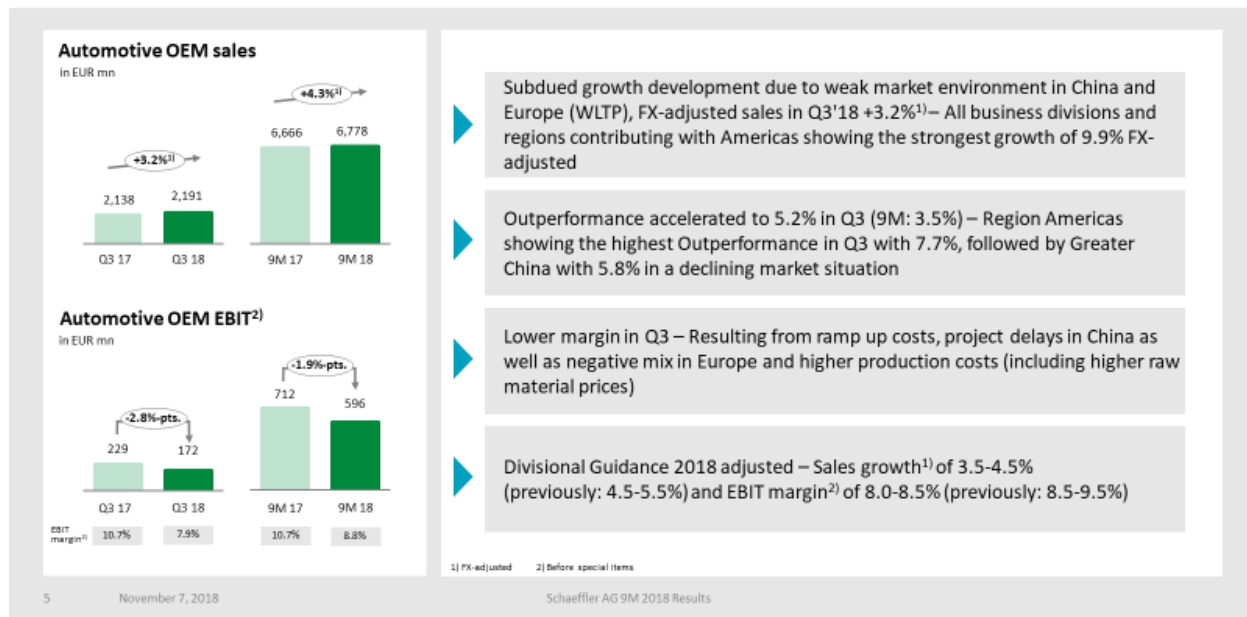 Automotive OEM sales
in EUR mn
+4.3%¹⁾
6,666 6,778
+3.2%¹⁾
2,138 2,191
Q3 17 Q3 18 9M 17 9M 18
Automotive OEM EBIT²⁾
in EUR mn
-1.9%-pts.
712 596
-2.8%-pts.
229 172
Q3 17 Q3 18 9M 17 9M 18
EBIT
margin²⁾ 10.7% 7.9% 10.7% 8.8%
Subdued growth development due to weak market environment in China and
Europe (WLTP), FX-adjusted sales in Q3'18 +3.2%¹⁾ – All business divisions and
regions contributing with Americas showing the strongest growth of 9.9% FX-
adjusted
Outperformance accelerated to 5.2% in Q3 (9M: 3.5%) – Region Americas
showing the highest Outperformance in Q3 with 7.7%, followed by Greater
China with 5.8% in a declining market situation
Lower margin in Q3 – Resulting from ramp up costs, project delays in China as
well as negative mix in Europe and higher production costs (including higher raw
material prices)
Divisional Guidance 2018 adjusted – Sales growth¹⁾ of 3.5-4.5%
(previously: 4.5-5.5%) and EBIT margin²⁾ of 8.0-8.5% (previously: 8.5-9.5%)
1) FX-adjusted 2) Before special items
5 November 7, 2018 Schaeffler AG 9M 2018 Results